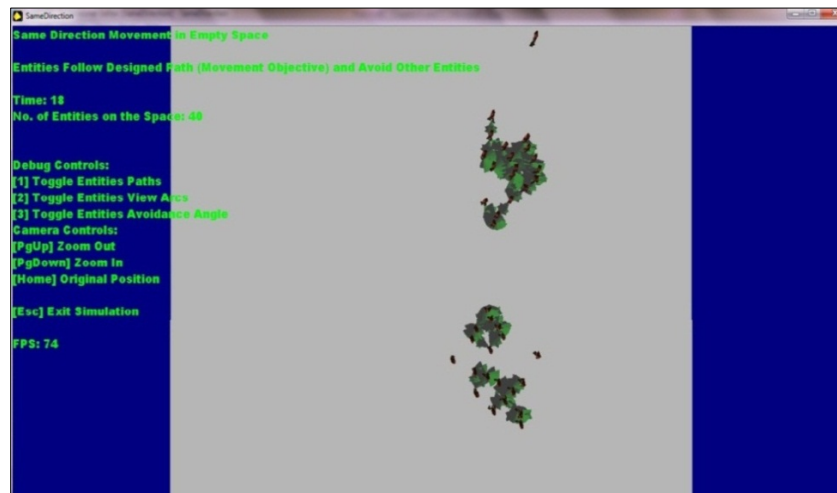 SameDirection
Same Direction Movement in Empty Space
Entities Follow Designed Path (Movement Objective) and Avoid Other Entities
Time: 18
No. of Entities on the Space: 40
Debug Controls:
[1] Toggle Entities Paths
[2] Toggle Entities View Arcs
[3] Toggle Entities Avoidance Angle
Camera Controls:
[PgUp] Zoom Out
[PgDown] Zoom In
[Home] Original Position
[Esc] Exit Simulation
FPS: 74